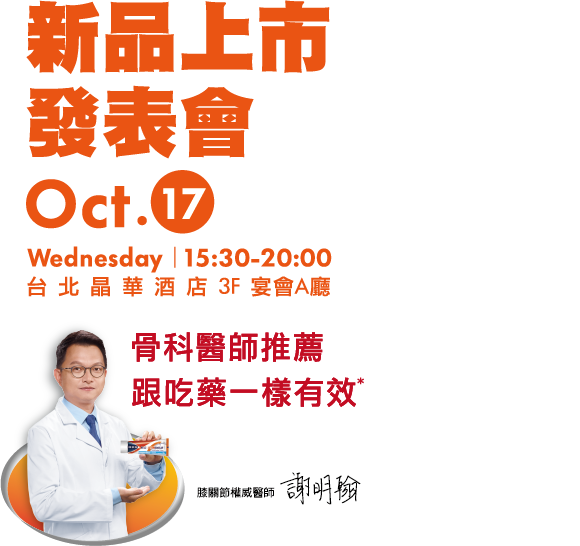 新品上市
發表會
Oct. 17
Wednesday | 15:30-20:00
台北晶華酒店 3F 宴會A廳
骨科醫師推薦
跟吃藥一樣有效*
膝關節權威醫師 謝明翰